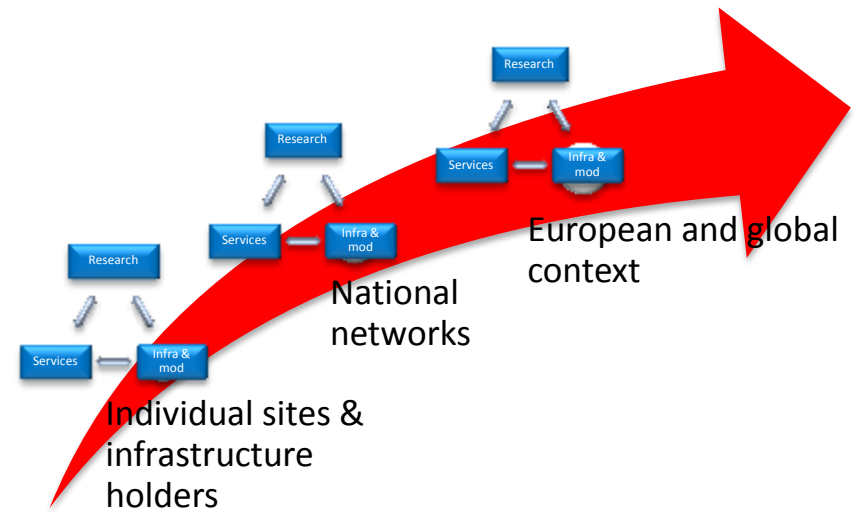 Research
Services
Infra &
mod
European and global
context
Research
Services
Infra &
mod
National
networks
Research
Services
Infra &
mod
Individual sites &
infrastructure
holders